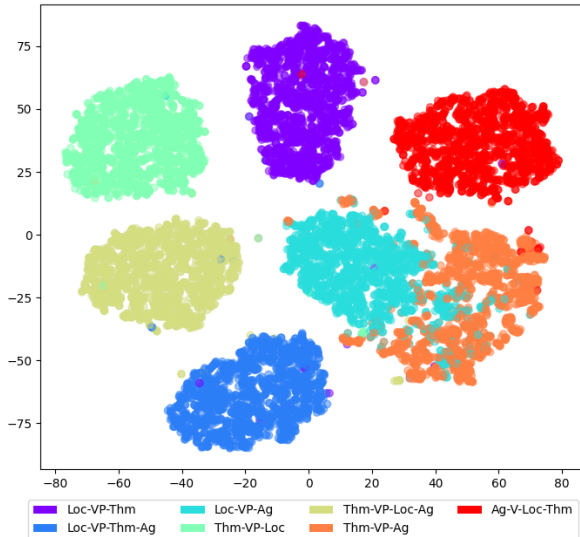 75
50
25
0
−25
−50
−75
−80 −60 −40 −20 0 20 40 60 80
Loc-VP-Thm Loc-VP-Ag Thm-VP-Loc-Ag Ag-V-Loc-Thm
Loc-VP-Thm-Ag Thm-VP-Loc Thm-VP-Ag